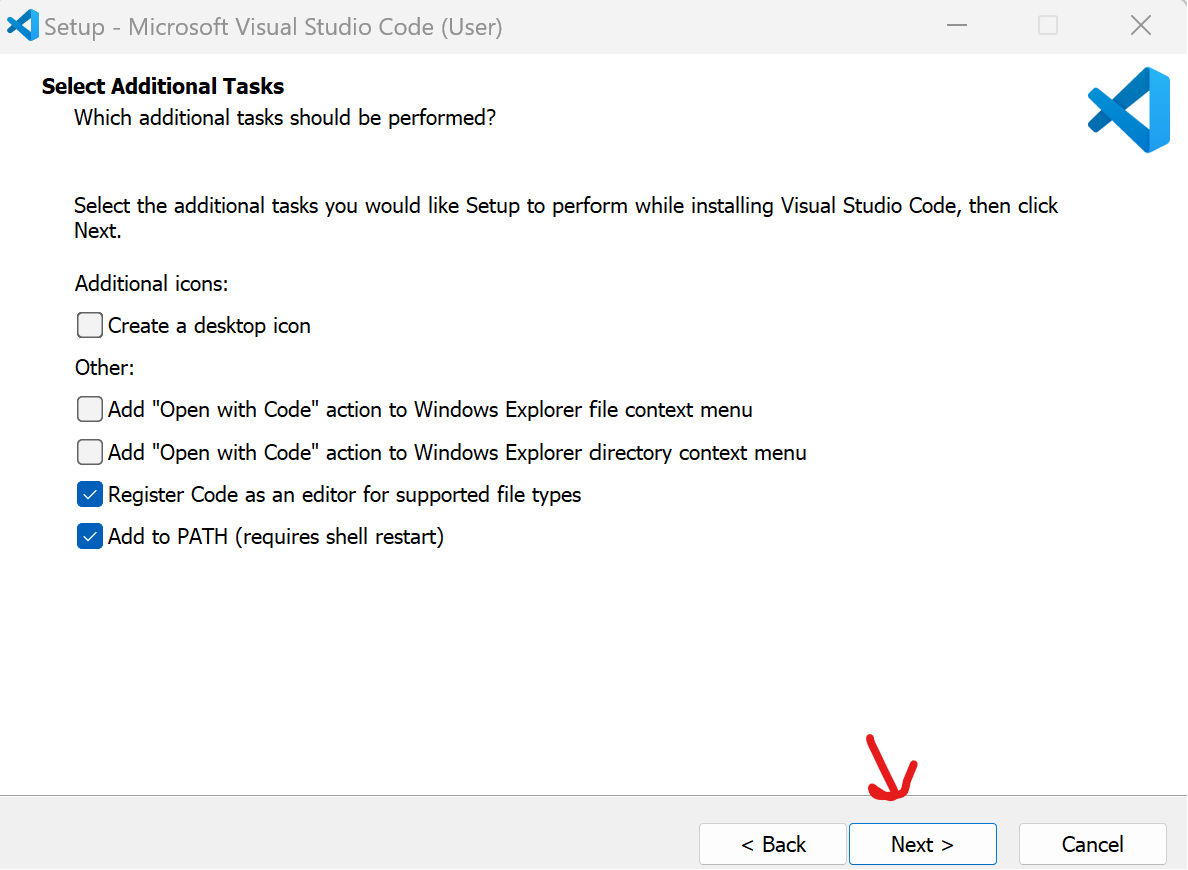 Setup - Microsoft Visual Studio Code (User)
Select Additional Tasks
Which additional tasks should be performed?
Select the additional tasks you would like Setup to perform while installing Visual Studio Code, then click
Next.
Additional icons:
Create a desktop icon
Other:
Add "Open with Code" action to Windows Explorer file context menu
Add "Open with Code" action to Windows Explorer directory context menu
Register Code as an editor for supported file types
Add to PATH (requires shell restart)
< Back Next > Cancel